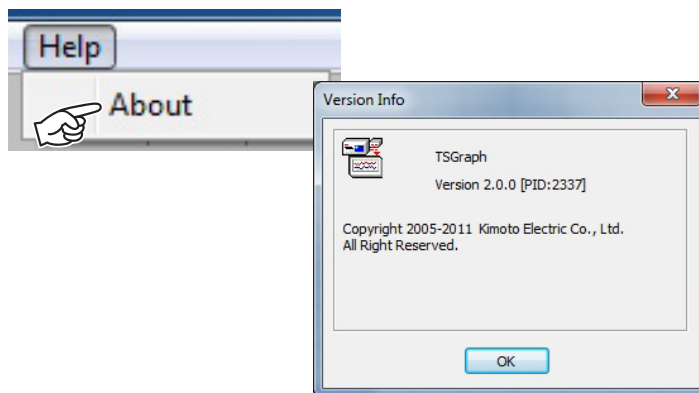 Help
About
Version Info
TSGraph
Version 2.0.0 [PID:2337]
Copyright 2005-2011 Kimoto Electric Co., Ltd.
All Right Reserved.
OK